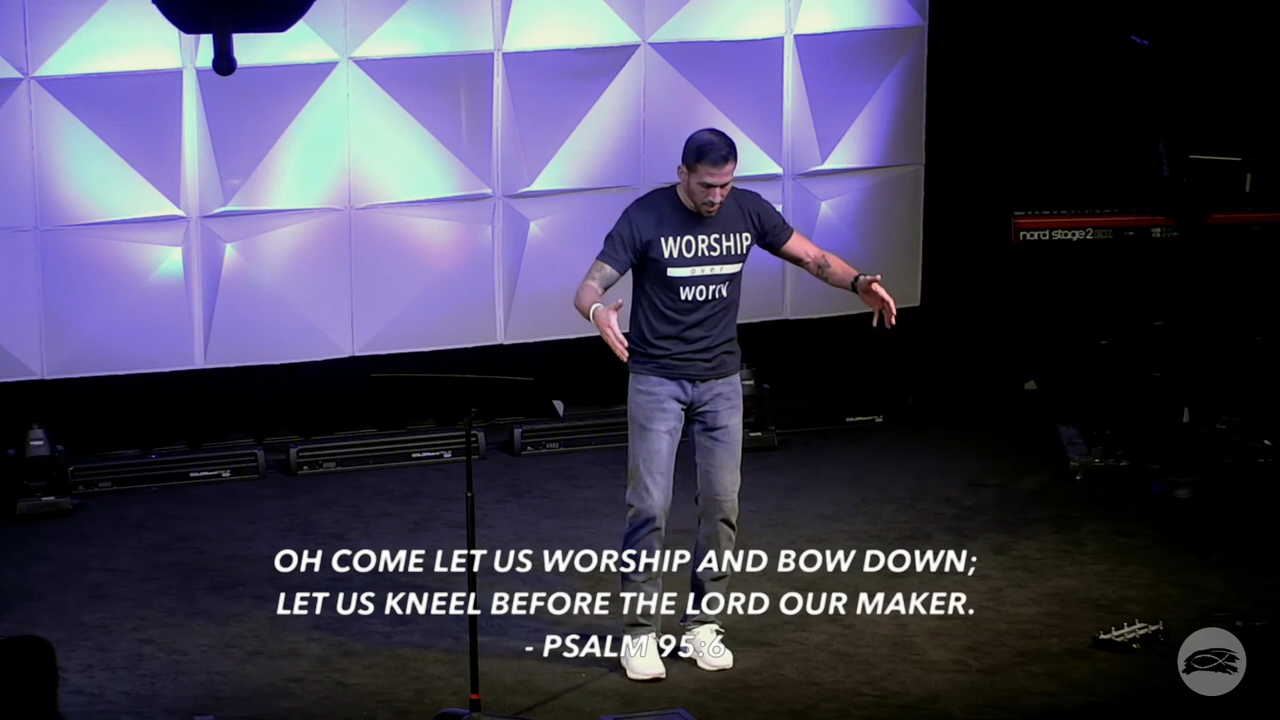 nord stage 2 EX
WORSHIP
over
worry
OH COME LET US WORSHIP AND BOW DOWN;
LET US KNEEL BEFORE THE LORD OUR MAKER.
- PSALM 95:6